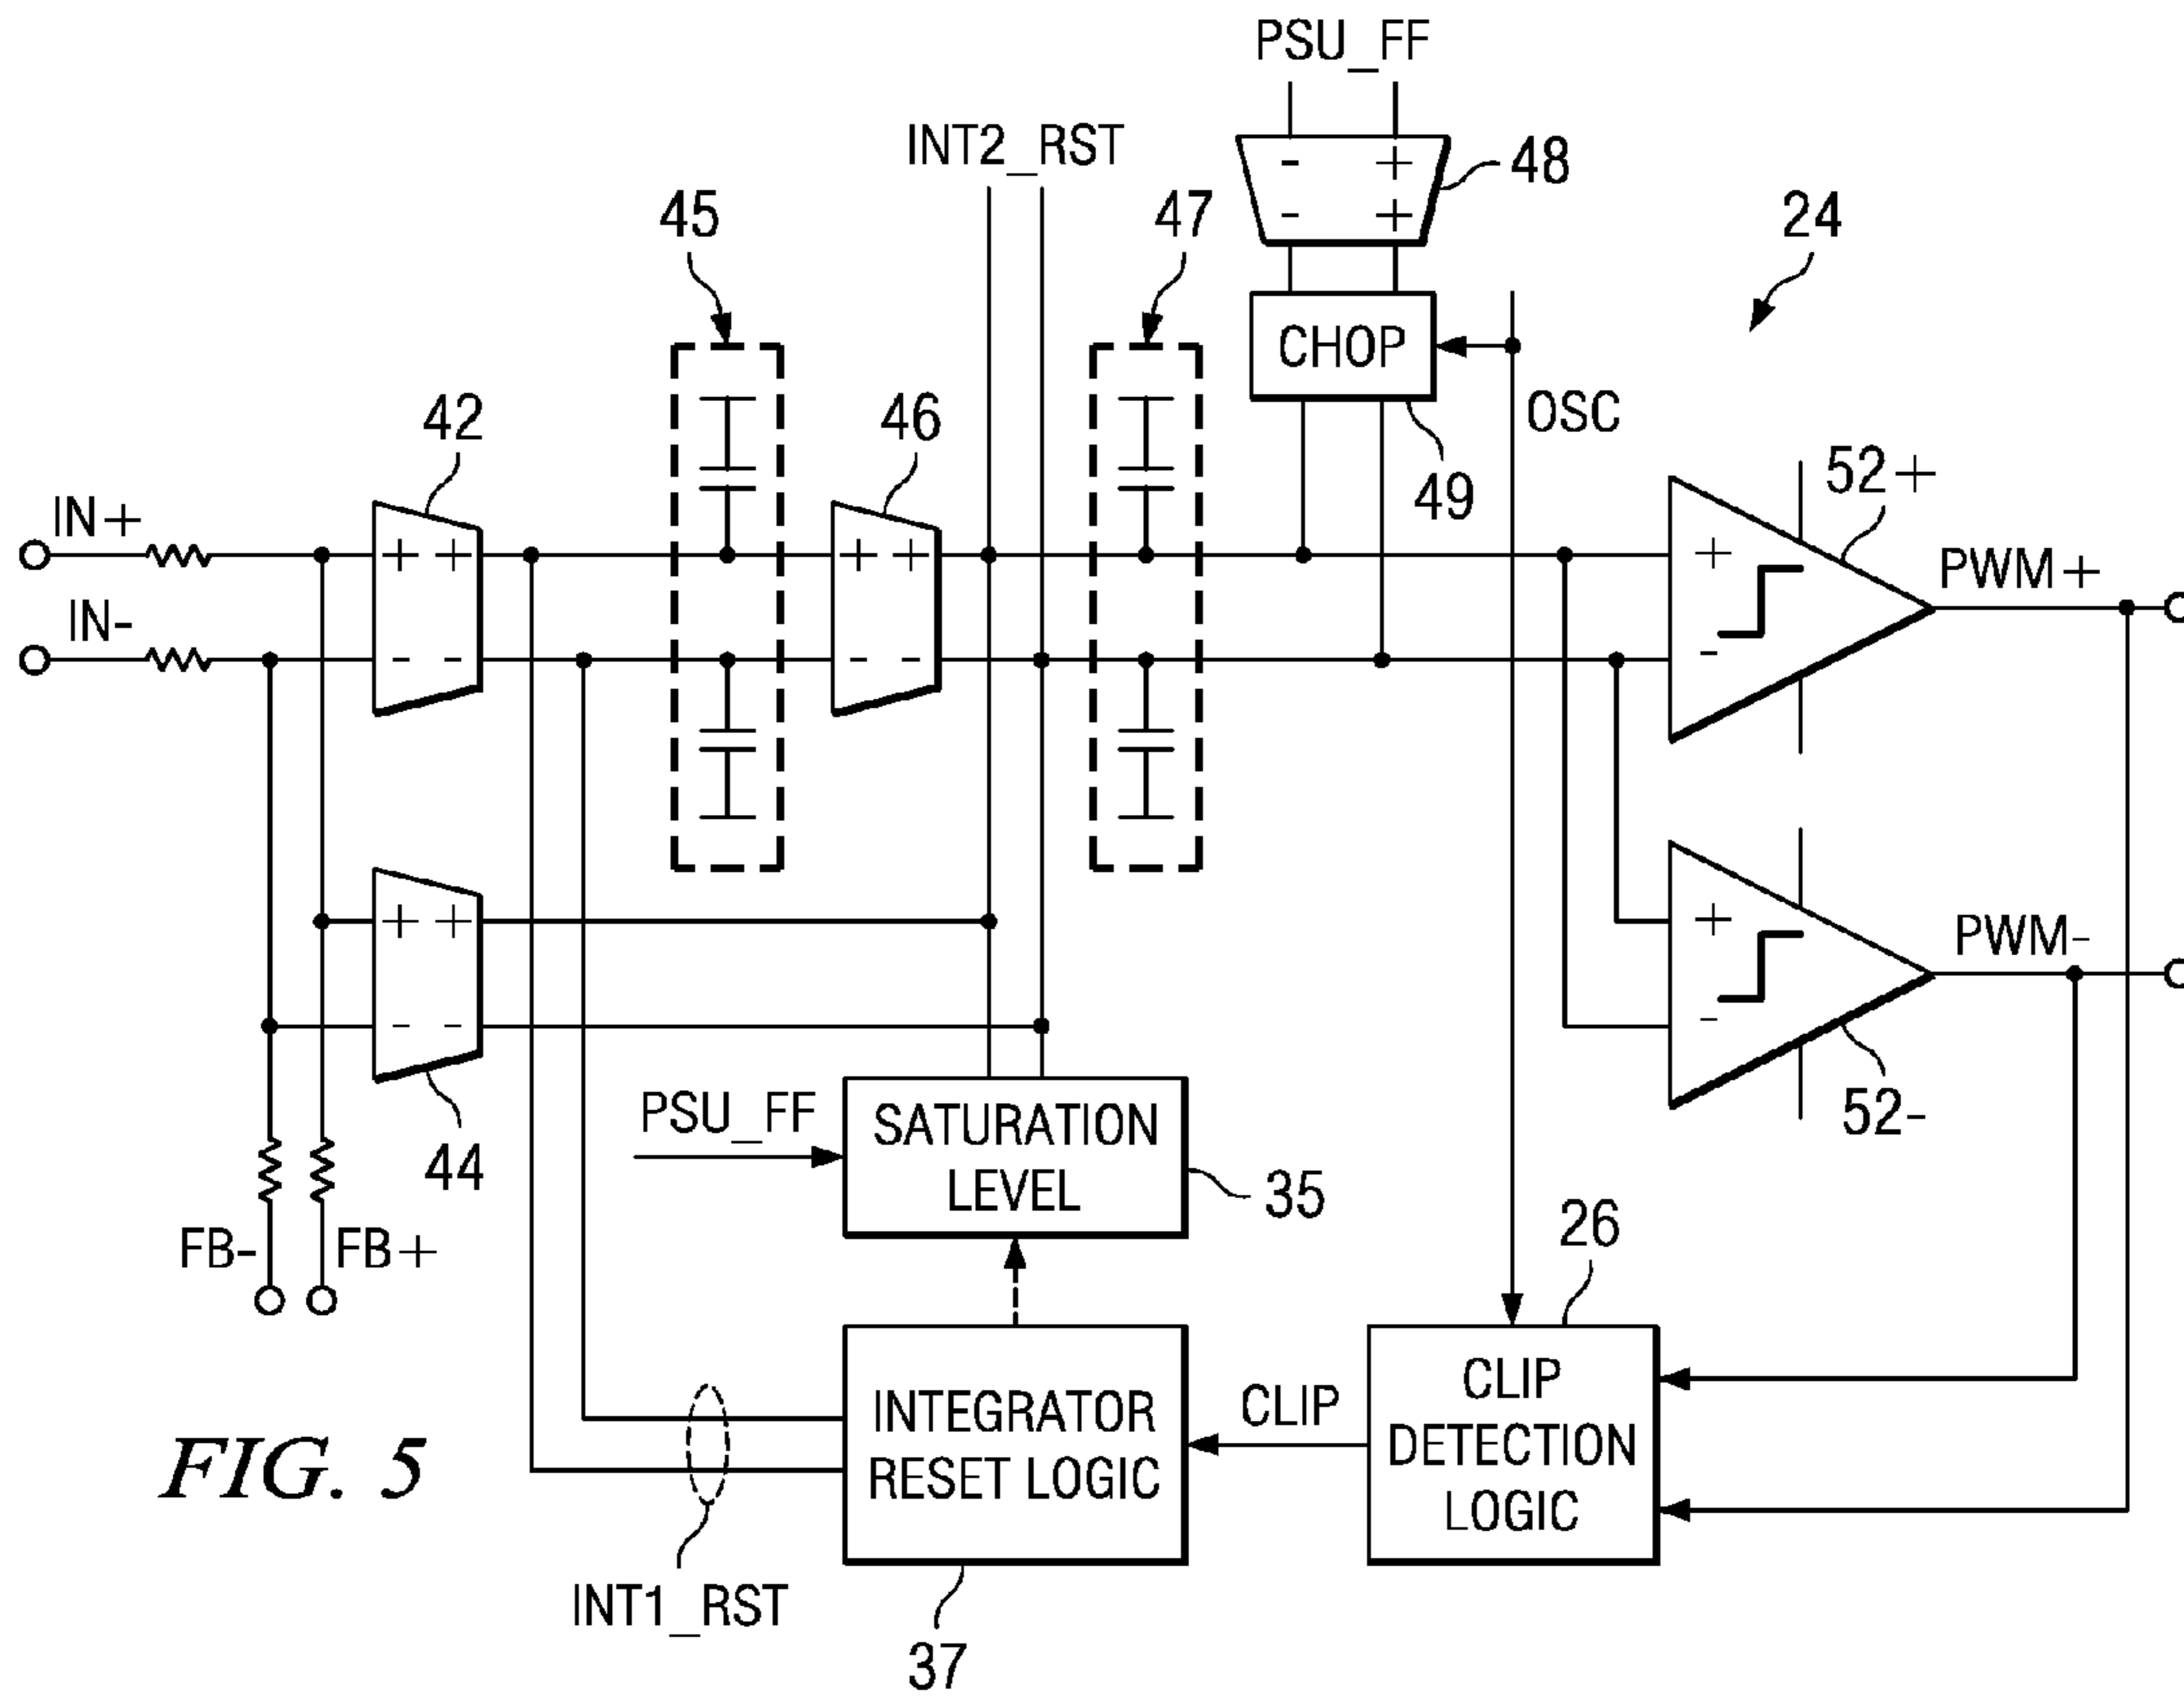 PSU_FF
INT2_RST
48
45
47
24
CHOP
42
46
OSC
49
52+
IN+
PWM+
IN-
PWM-
52-
44
PSU_FF
SATURATION
LEVEL
35
26
FB-
FB+
CLIP
DETECTION
LOGIC
CLIP
INTEGRATOR
RESET LOGIC
FIG. 5
INT1_RST
37